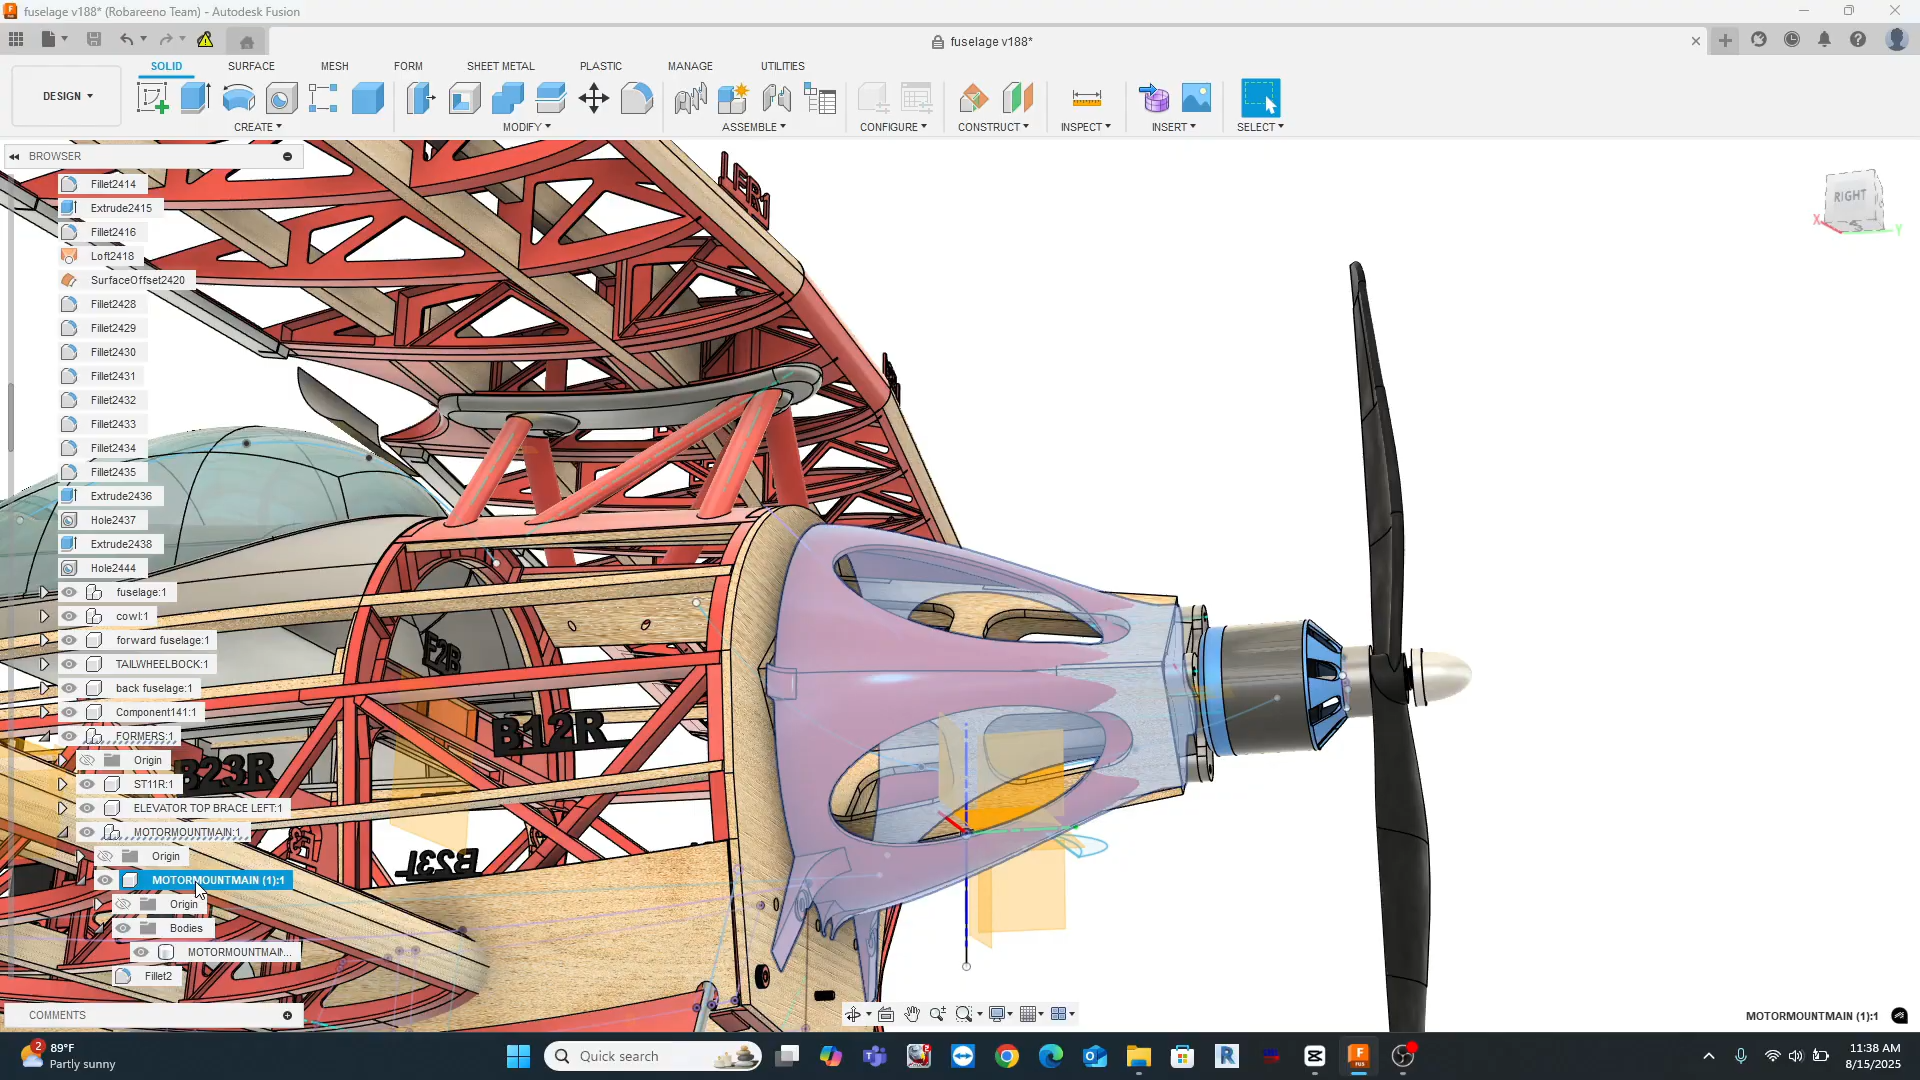 fuselage v188* (Robareeno Team) - Autodesk Fusion
fuselage v188*
DESIGN
SOLID
SURFACE
MESH
FORM
SHEET METAL
PLASTIC
MANAGE
UTILITIES
CREATE
MODIFY
ASSEMBLE
CONFIGURE
CONSTRUCT
INSPECT
INSERT
SELECT
BROWSER
Fillet2414
Extrude2415
Fillet2416
Loft2418
SurfaceOffset2420
Fillet2428
Fillet2429
Fillet2430
Fillet2431
Fillet2432
Fillet2433
Fillet2434
Fillet2435
Extrude2436
Hole2437
Extrude2438
Hole2444
fuselage:1
cowl:1
forward fuselage:1
TAILWHEELBOCK:1
back fuselage:1
Component141:1
FORMERS:1
Origin
ST11R:1
ELEVATOR TOP BRACE LEFT:1
MOTORMOUNTMAIN:1
Origin
MOTORMOUNTMAIN (1):1
Origin
Bodies
MOTORMOUNTMAIN...
Fillet2
COMMENTS
RIGHT
X
Y
B12R
B23R
B23L
F2B
MOTORMOUNTMAIN (1):1
2
89°F
Partly sunny
Quick search
11:38 AM
8/15/2025